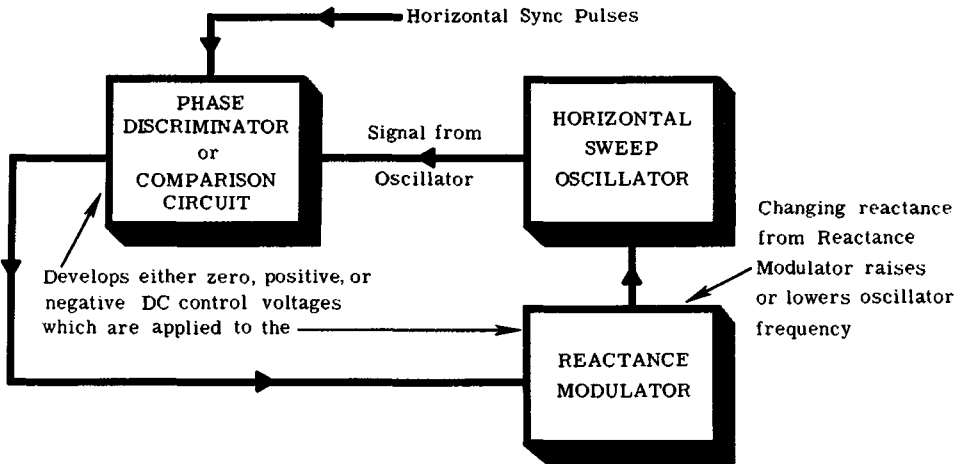 Horizontal Sync Pulses
PHASE
DISCRIMINATOR
or
COMPARISON
CIRCUIT
Signal from
Oscillator
HORIZONTAL
SWEEP
OSCILLATOR
Changing reactance
from Reactance
Modulator raises
or lowers oscillator
frequency
Develops either zero, positive, or
negative DC control voltages
which are applied to the
REACTANCE
MODULATOR